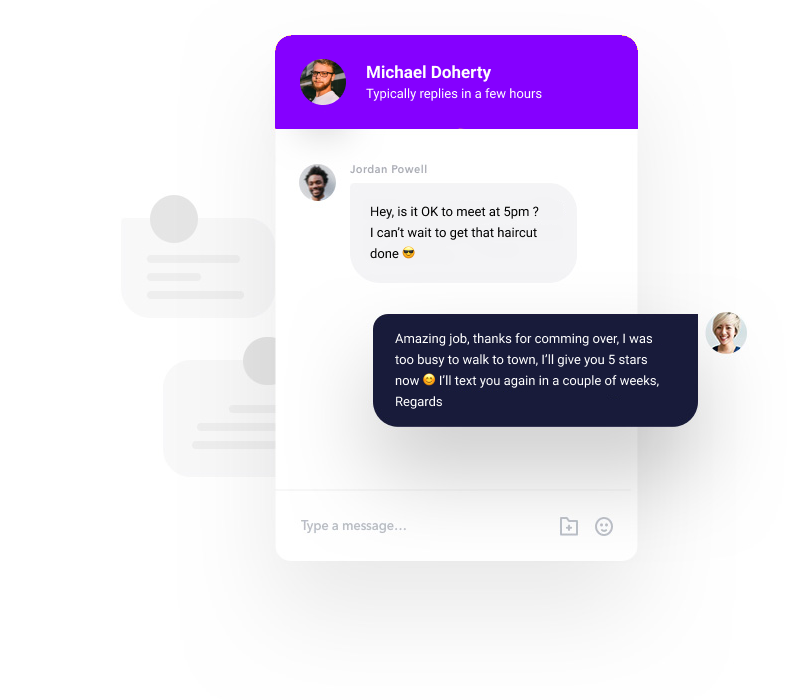 Michael Doherty
Typically replies in a few hours
Jordan Powell
Hey, is it OK to meet at 5pm ?
I can't wait to get that haircut
done 😎
Amazing job, thanks for comming over, I was
too busy to walk to town, I'll give you 5 stars
now 😊 I'll text you again in a couple of weeks,
Regards
Type a message...